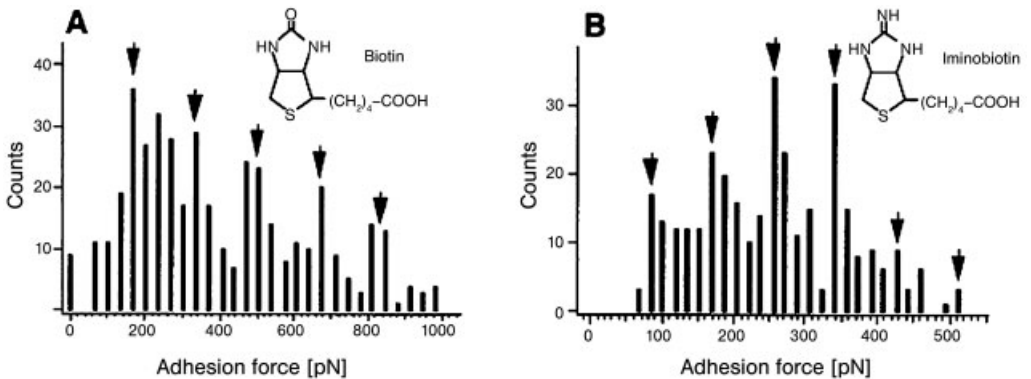 A
O
HN NH
Biotin
(CH2)4–COOH
S
40
30
20
10
Counts
0 200 400 600 800 1000
Adhesion force [pN]
B
NH
HN NH
Iminobiotin
(CH2)4–COOH
S
30
20
10
0
Counts
0 100 200 300 400 500
Adhesion force [pN]